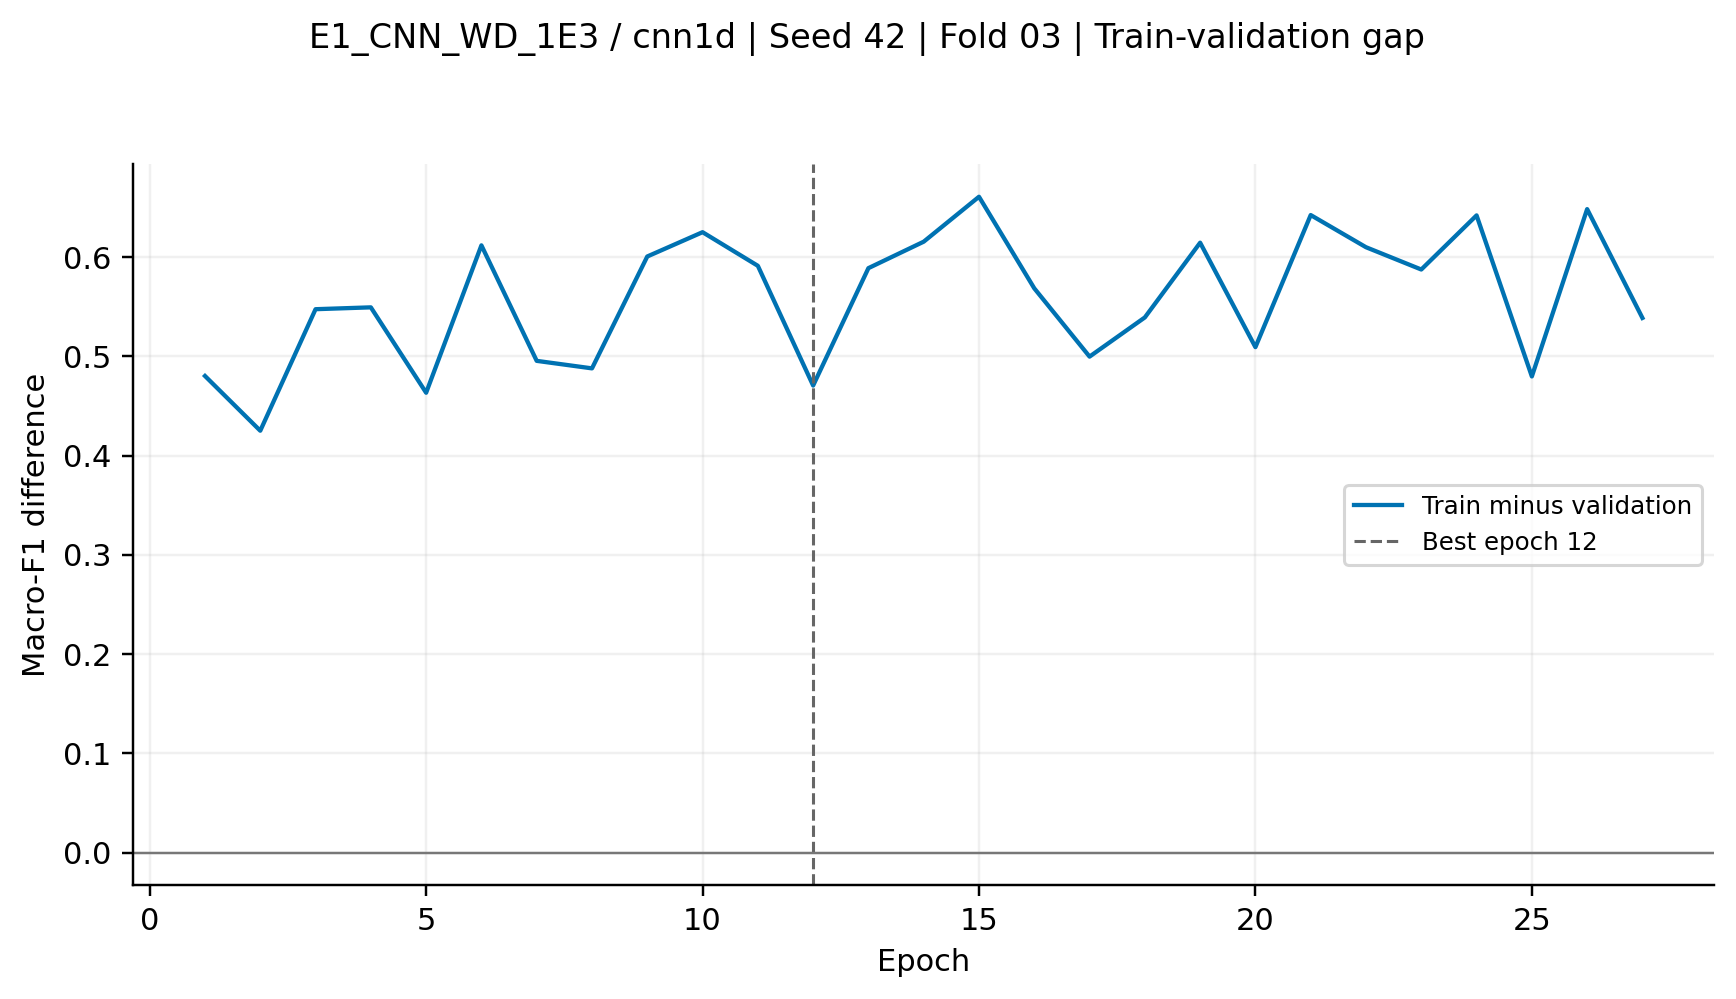 E1_CNN_WD_1E3 / cnn1d | Seed 42 | Fold 03 | Train-validation gap
Macro-F1 difference
0.6
0.5
0.4
0.3
0.2
0.1
0.0
Train minus validation
Best epoch 12
0 5 10 15 20 25
Epoch